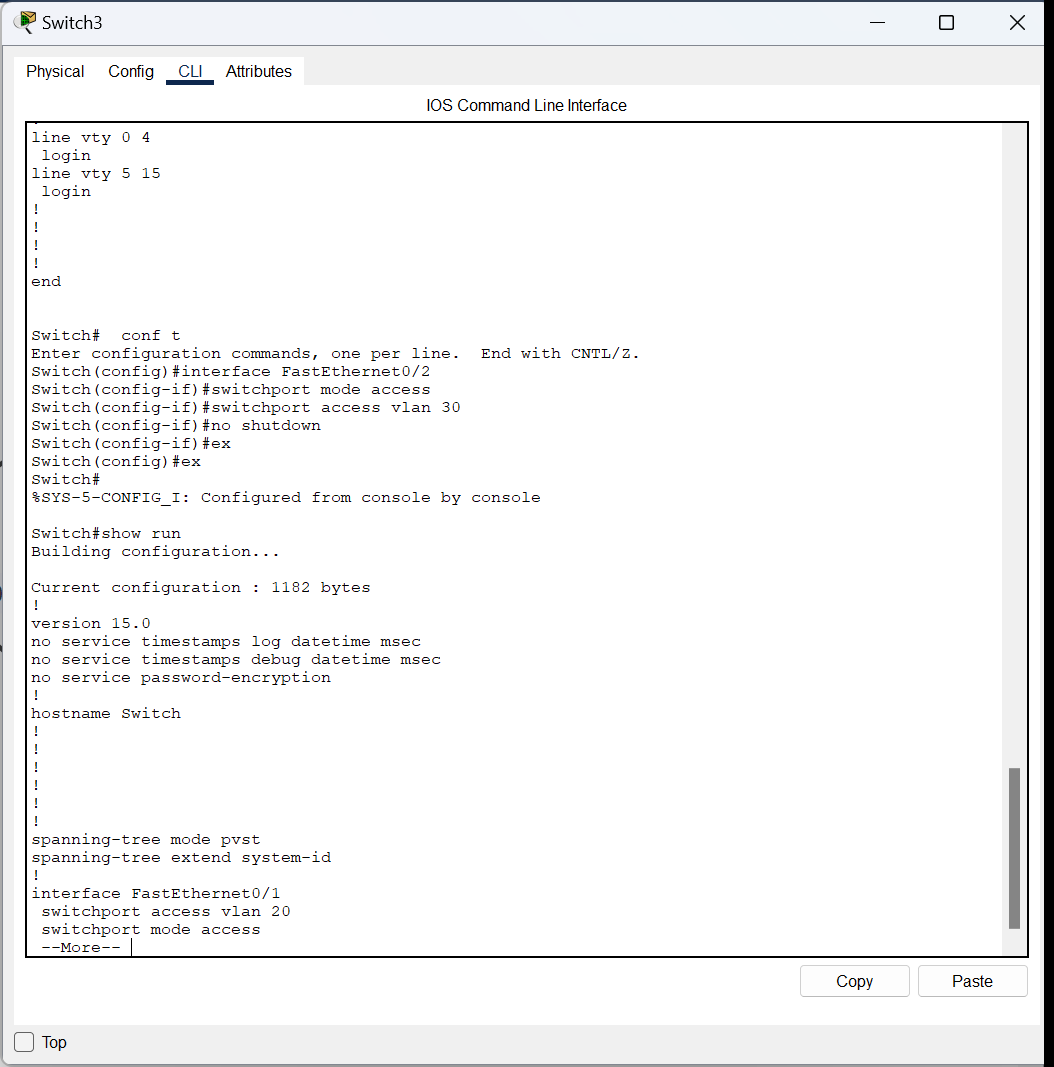 Switch3
Physical Config CLI Attributes
IOS Command Line Interface
line vty 0 4
 login
line vty 5 15
 login
!
!
!
!
end
Switch#  conf t
Enter configuration commands, one per line.  End with CNTL/Z.
Switch(config)#interface FastEthernet0/2
Switch(config-if)#switchport mode access
Switch(config-if)#switchport access vlan 30
Switch(config-if)#no shutdown
Switch(config-if)#ex
Switch(config)#ex
Switch#
%SYS-5-CONFIG_I: Configured from console by console
Switch#show run
Building configuration...
Current configuration : 1182 bytes
!
version 15.0
no service timestamps log datetime msec
no service timestamps debug datetime msec
no service password-encryption
!
hostname Switch
!
!
!
!
!
!
spanning-tree mode pvst
spanning-tree extend system-id
!
interface FastEthernet0/1
 switchport access vlan 20
 switchport mode access
 --More--
Copy Paste
Top